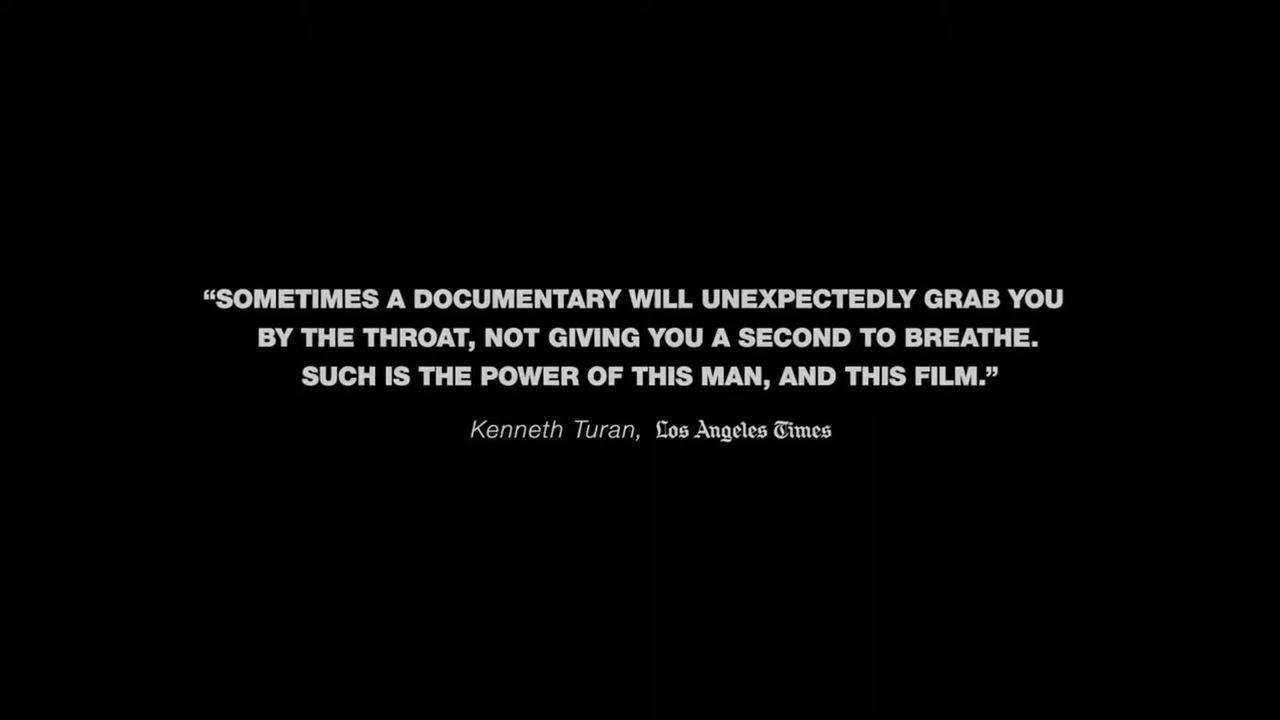 “SOMETIMES A DOCUMENTARY WILL UNEXPECTEDLY GRAB YOU
BY THE THROAT, NOT GIVING YOU A SECOND TO BREATHE.
SUCH IS THE POWER OF THIS MAN, AND THIS FILM.”
Kenneth Turan, Los Angeles Times